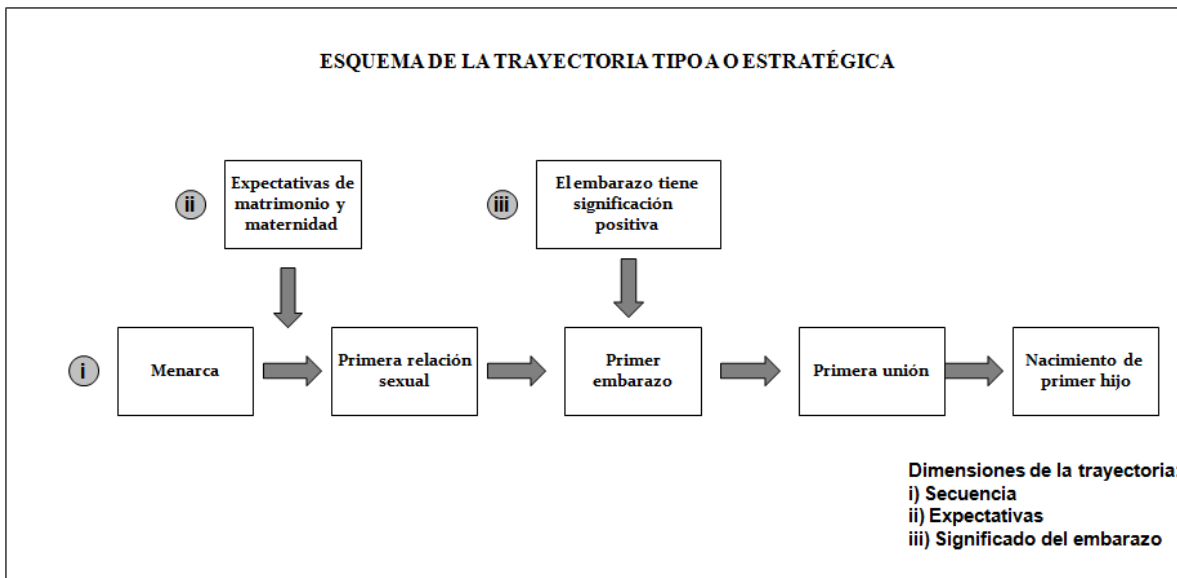 ESQUEMA DE LA TRAYECTORIA TIPO A O ESTRATÉGICA
ii
Expectativas de
matrimonio y
maternidad
iii
El embarazo tiene
significación
positiva
i
Menarca
Primera relación
sexual
Primer
embarazo
Primera unión
Nacimiento de
primer hijo
Dimensiones de la trayectoria:
i) Secuencia
ii) Expectativas
iii) Significado del embarazo